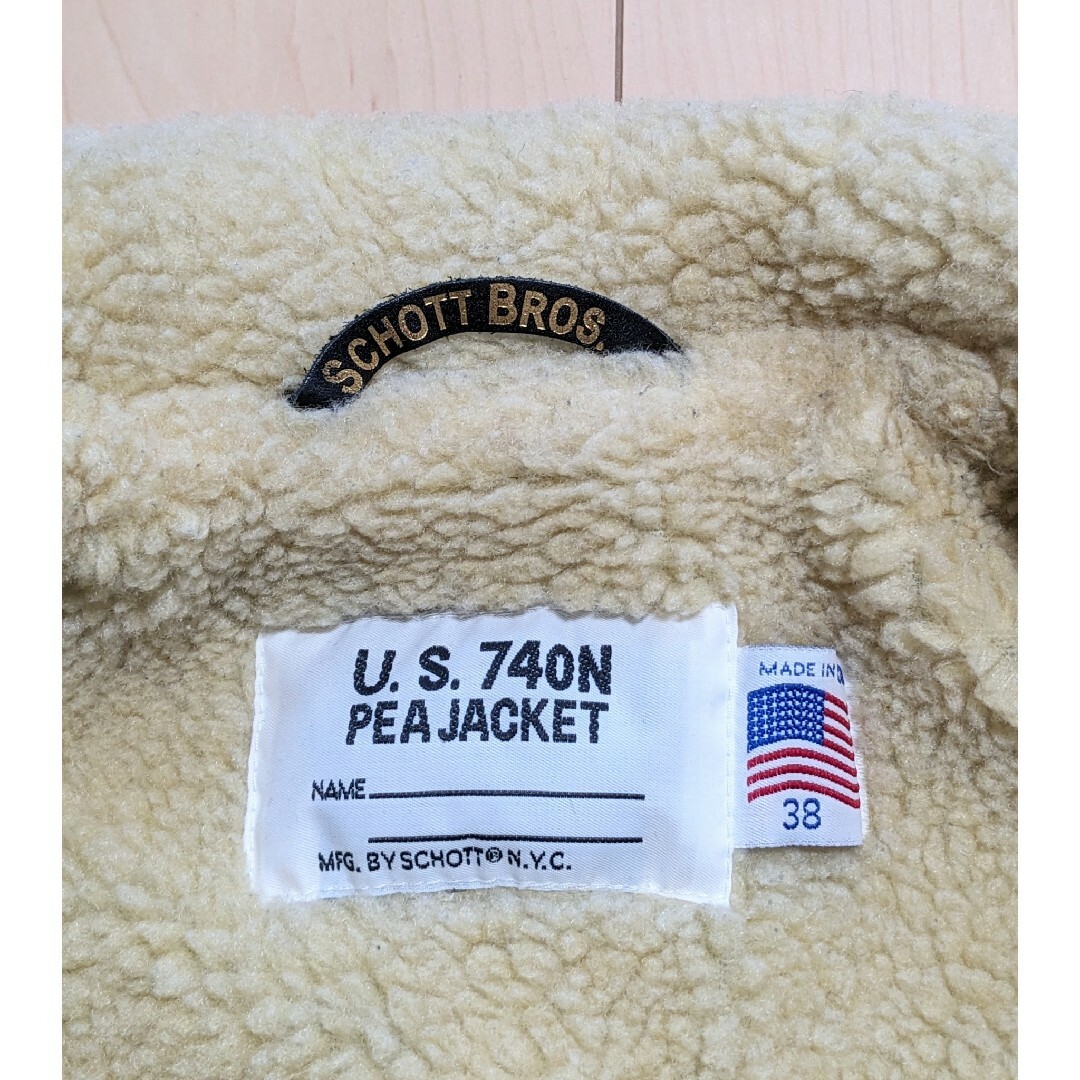 SCHOTT BROS.
U. S. 740N
PEA JACKET
NAME
MFG. BY SCHOTT® N.Y.C.
MADE IN
38